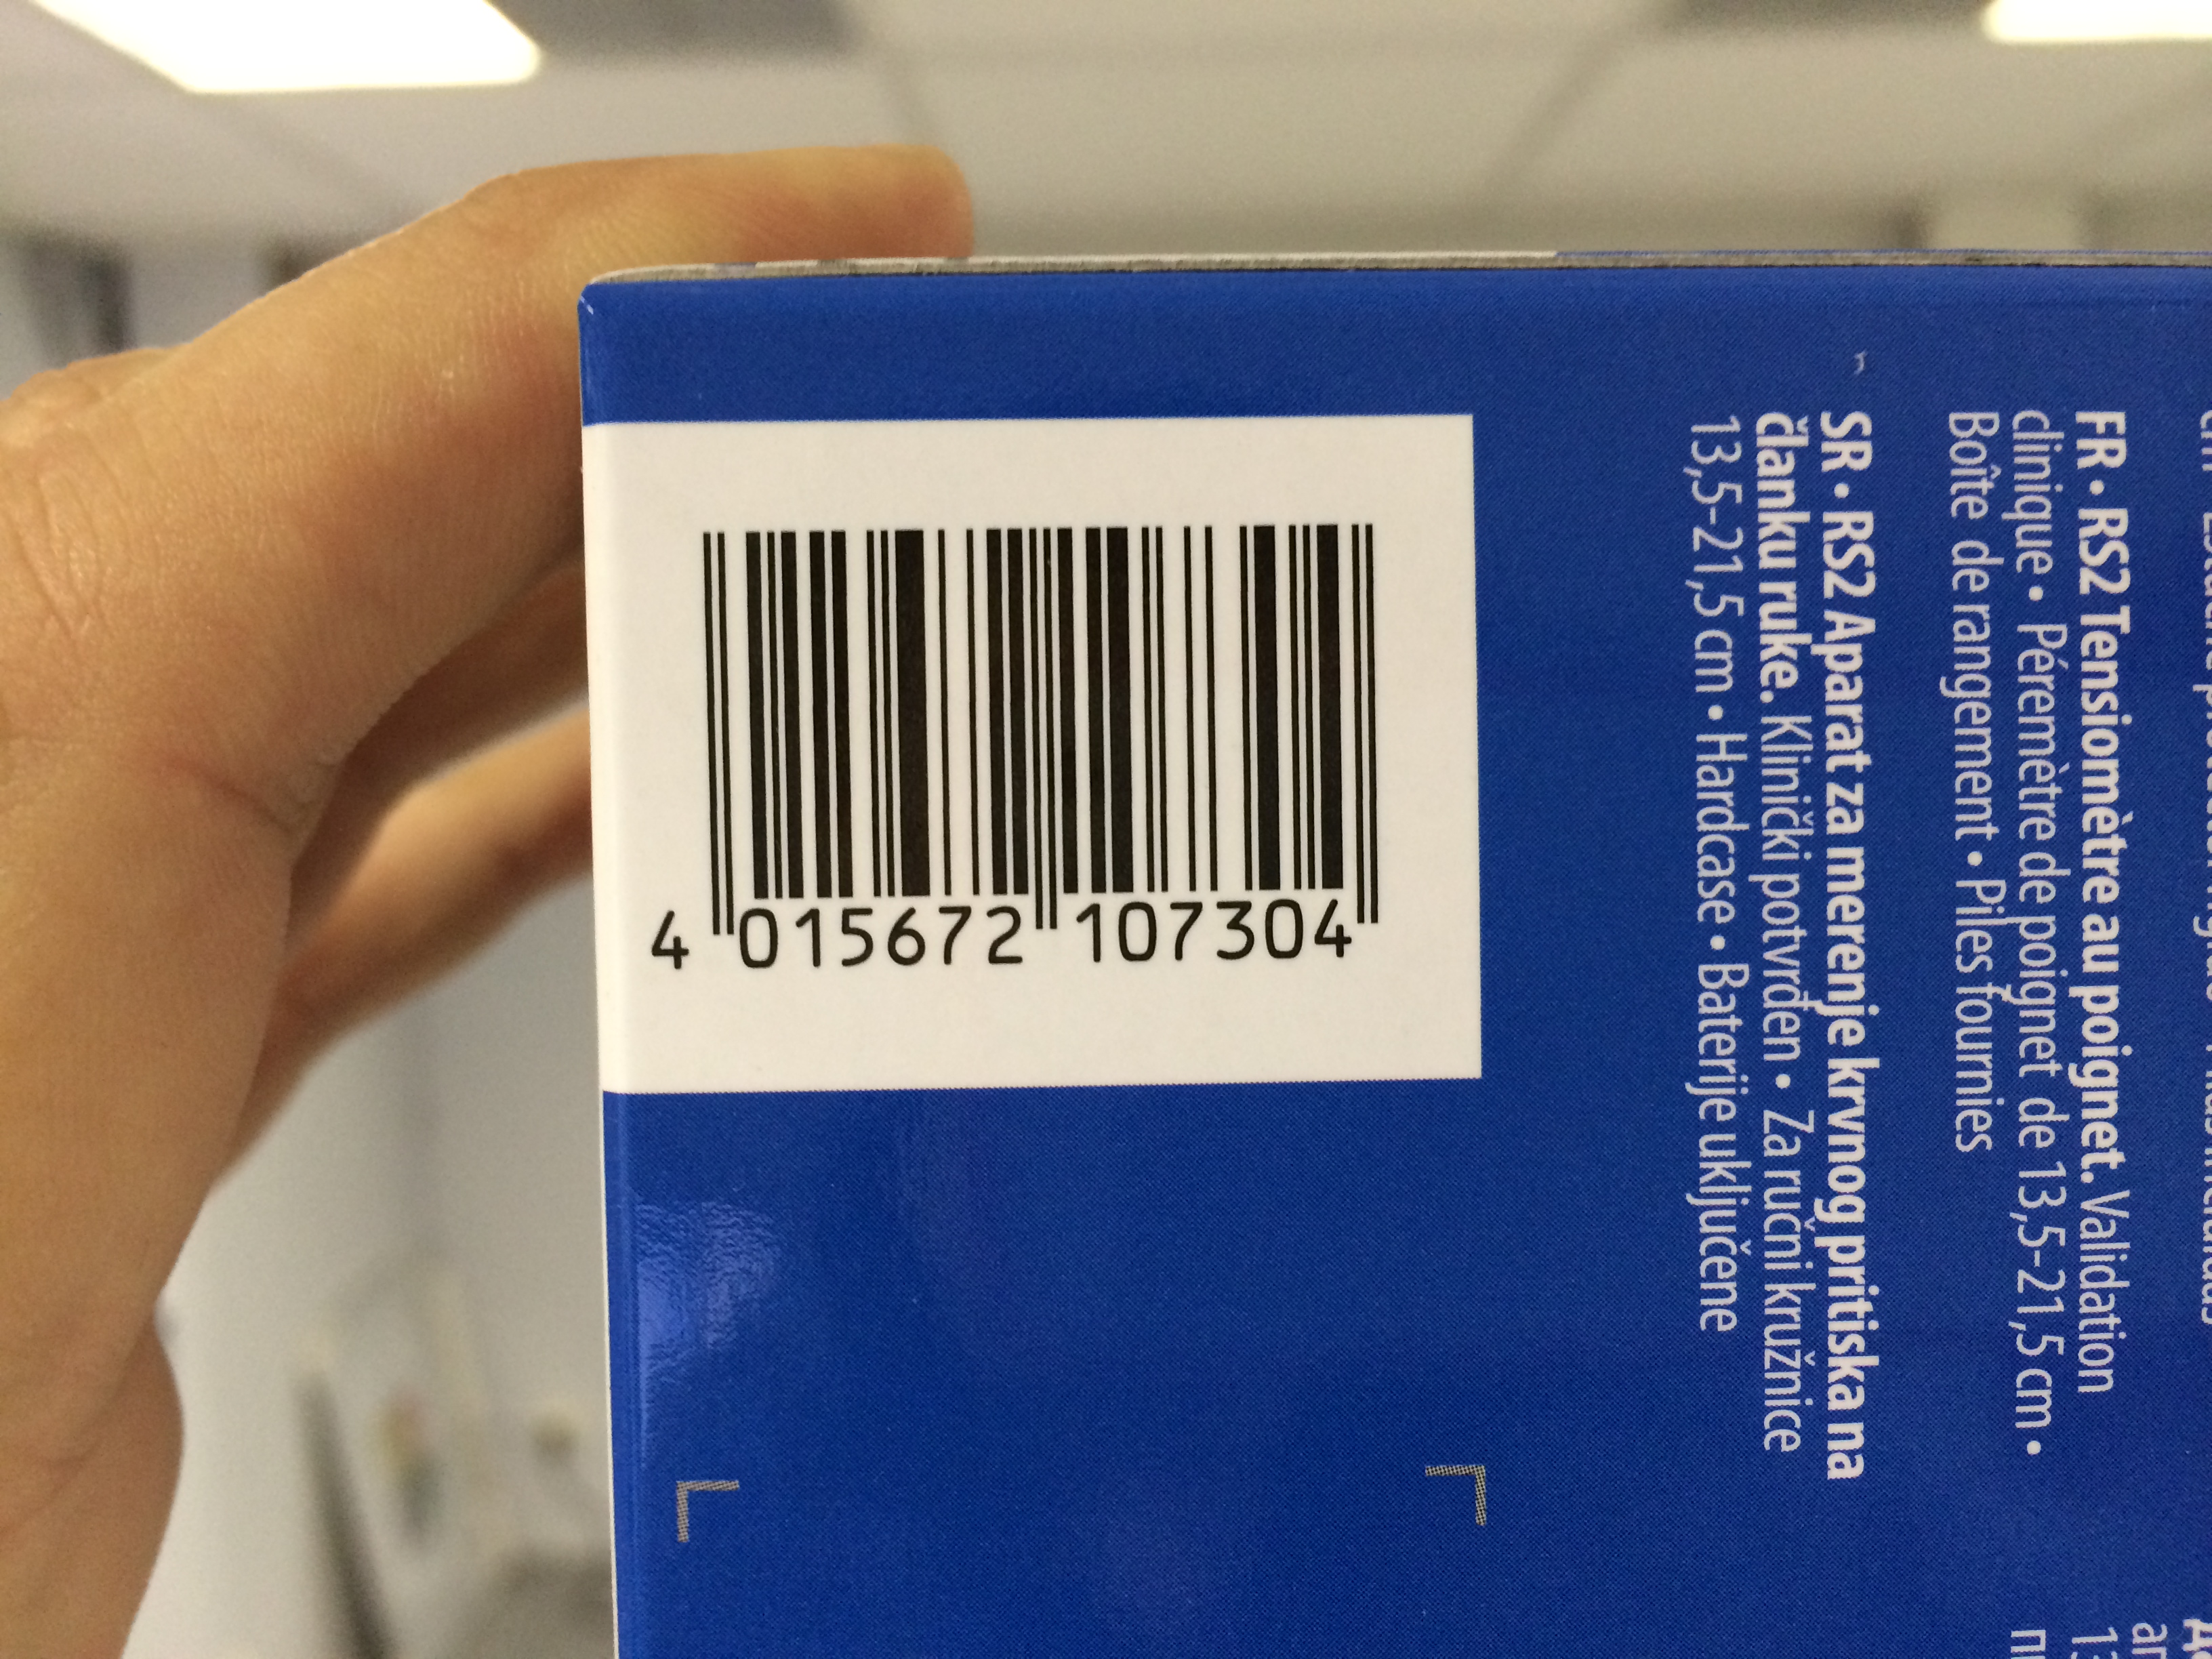 4 015672 107304
SR • RS2 Aparat za merenje krvnog pritiska na
članku ruke. Klinički potvrđen • Za ručni kružnice
13,5-21,5 cm • Hardcase • Baterije uključene
FR • RS2 Tensiomètre au poignet. Validation
clinique • Péremètre de poignet de 13,5-21,5 cm •
Boîte de rangement • Piles fournies